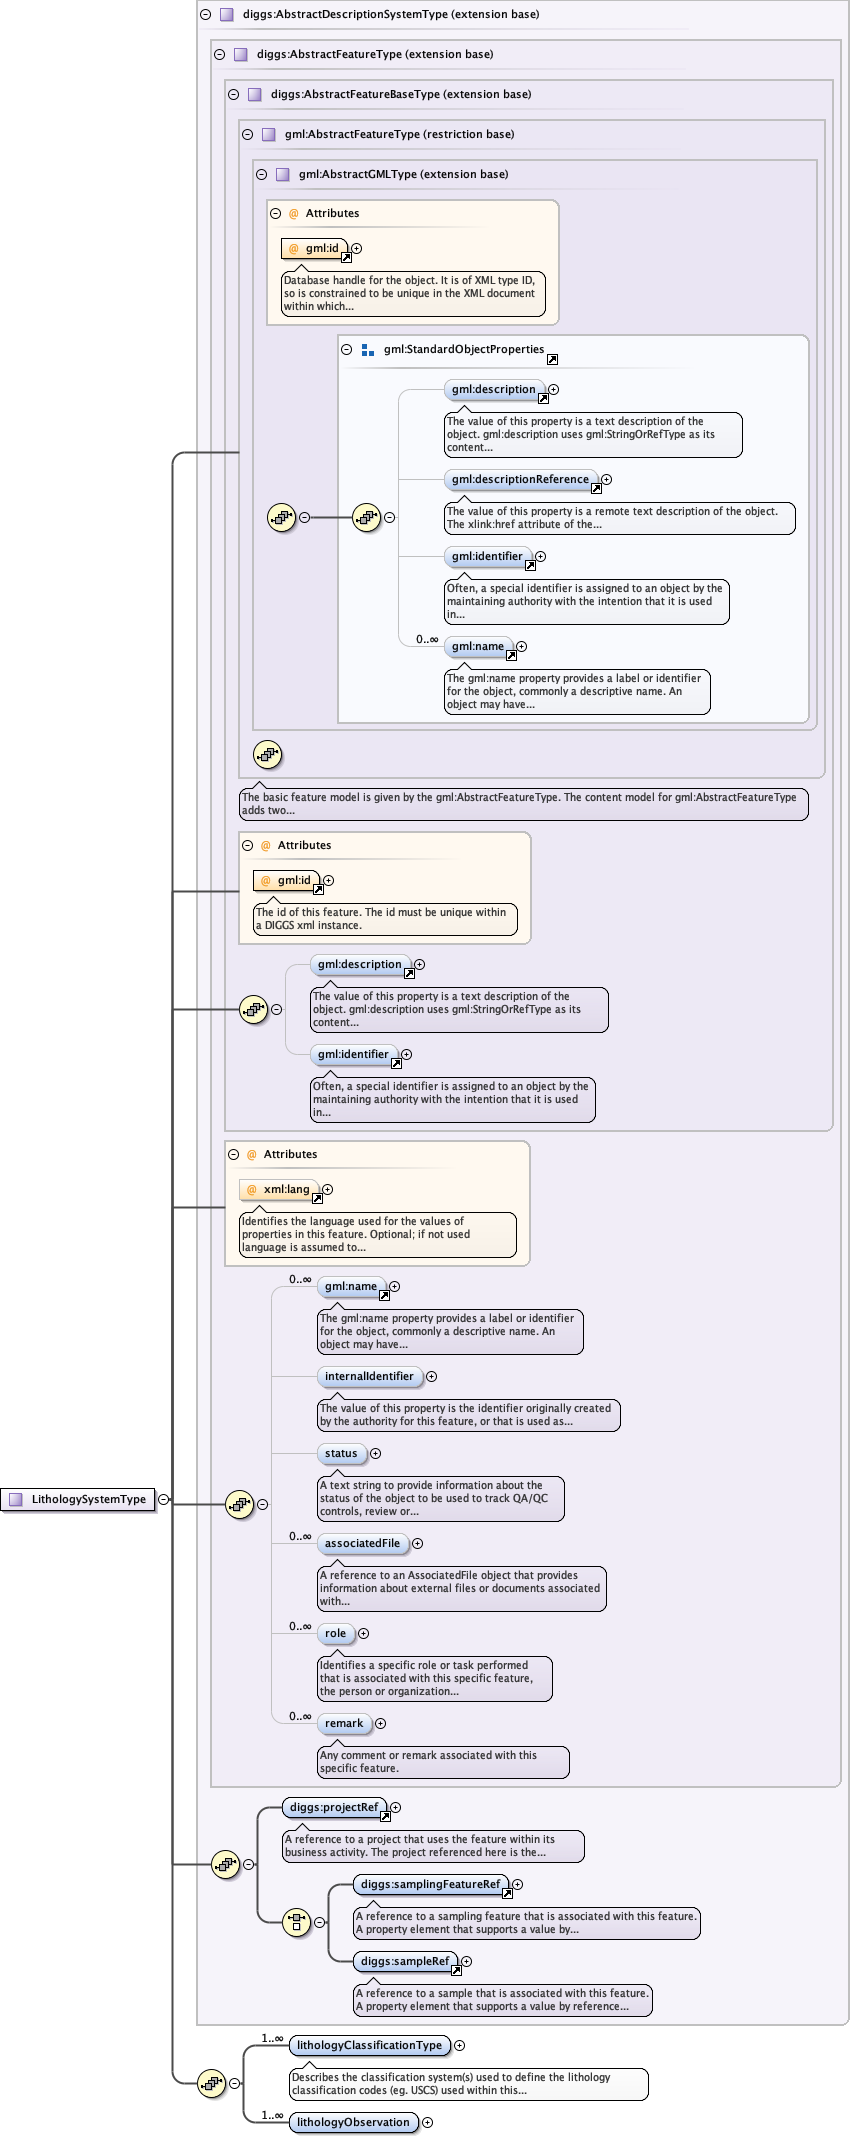 diggs:AbstractDescriptionSystemType (extension base)
diggs:AbstractFeatureType (extension base)
diggs:AbstractFeatureBaseType (extension base)
gml:AbstractFeatureType (restriction base)
gml:AbstractGMLType (extension base)
@ Attributes
@ gml:id
Database handle for the object. It is of XML type ID,
so is constrained to be unique in the XML document
within which...
gml:StandardObjectProperties
gml:description
The value of this property is a text description of the
object. gml:description uses gml:StringOrRefType as its
content...
gml:descriptionReference
The value of this property is a remote text description of the object.
The xlink:href attribute of the...
gml:identifier
Often, a special identifier is assigned to an object by the
maintaining authority with the intention that it is used
in...
0..∞
gml:name
The gml:name property provides a label or identifier
for the object, commonly a descriptive name. An
object may have...
The basic feature model is given by the gml:AbstractFeatureType. The content model for gml:AbstractFeatureType
adds two...
@ Attributes
@ gml:id
The id of this feature. The id must be unique within
a DIGGS xml instance.
gml:description
The value of this property is a text description of the
object. gml:description uses gml:StringOrRefType as its
content...
gml:identifier
Often, a special identifier is assigned to an object by the
maintaining authority with the intention that it is used
in...
@ Attributes
@ xml:lang
Identifies the language used for the values of
properties in this feature. Optional; if not used
language is assumed to...
0..∞
gml:name
The gml:name property provides a label or identifier
for the object, commonly a descriptive name. An
object may have...
internalIdentifier
The value of this property is the identifier originally created
by the authority for this feature, or that is used as...
status
A text string to provide information about the
status of the object to be used to track QA/QC
controls, review or...
LithologySystemType
0..∞
associatedFile
A reference to an AssociatedFile object that provides
information about external files or documents associated
with...
0..∞
role
Identifies a specific role or task performed
that is associated with this specific feature,
the person or organization...
0..∞
remark
Any comment or remark associated with this
specific feature.
diggs:projectRef
A reference to a project that uses the feature within its
business activity. The project referenced here is the...
diggs:samplingFeatureRef
A reference to a sampling feature that is associated with this feature.
A property element that supports a value by...
diggs:sampleRef
A reference to a sample that is associated with this feature.
A property element that supports a value by reference...
1..∞
lithologyClassificationType
Describes the classification system(s) used to define the lithology
classification codes (eg. USCS) used within this...
1..∞
lithologyObservation